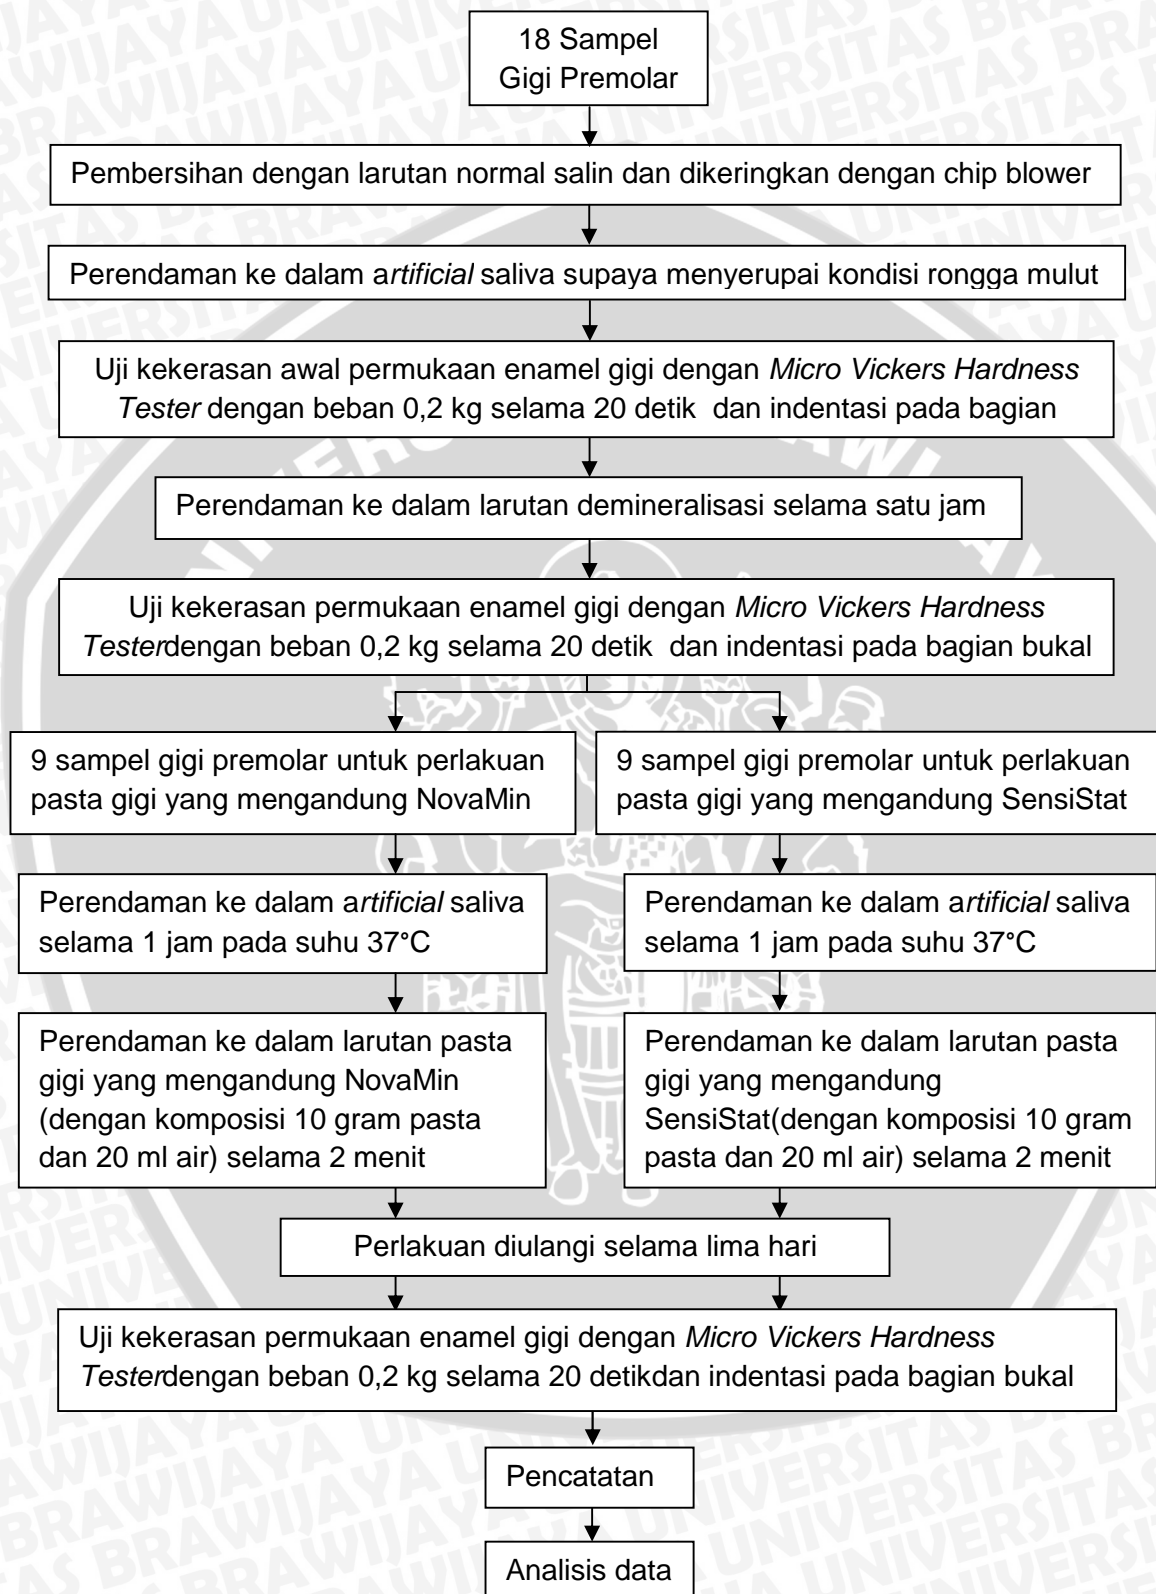 18 Sampel
Gigi Premolar
Pembersihan dengan larutan normal salin dan dikeringkan dengan chip blower
Perendaman ke dalam artificial saliva supaya menyerupai kondisi rongga mulut
Uji kekerasan awal permukaan enamel gigi dengan Micro Vickers Hardness
Tester dengan beban 0,2 kg selama 20 detik dan indentasi pada bagian
Perendaman ke dalam larutan demineralisasi selama satu jam
Uji kekerasan permukaan enamel gigi dengan Micro Vickers Hardness
Testerdengan beban 0,2 kg selama 20 detik dan indentasi pada bagian bukal
9 sampel gigi premolar untuk perlakuan
pasta gigi yang mengandung NovaMin
9 sampel gigi premolar untuk perlakuan
pasta gigi yang mengandung SensiStat
Perendaman ke dalam artificial saliva
selama 1 jam pada suhu 37°C
Perendaman ke dalam artificial saliva
selama 1 jam pada suhu 37°C
Perendaman ke dalam larutan pasta
gigi yang mengandung NovaMin
(dengan komposisi 10 gram pasta
dan 20 ml air) selama 2 menit
Perendaman ke dalam larutan pasta
gigi yang mengandung
SensiStat(dengan komposisi 10 gram
pasta dan 20 ml air) selama 2 menit
Perlakuan diulangi selama lima hari
Uji kekerasan permukaan enamel gigi dengan Micro Vickers Hardness
Testerdengan beban 0,2 kg selama 20 detikdan indentasi pada bagian bukal
Pencatatan
Analisis data